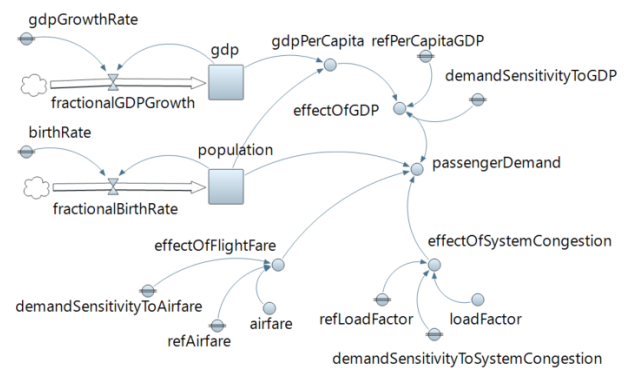 gdpGrowthRate
gdp
gdpPerCapita
refPerCapitaGDP
demandSensitivityToGDP
fractionalGDPGrowth
effectOfGDP
birthRate
population
passengerDemand
fractionalBirthRate
effectOfFlightFare
effectOfSystemCongestion
demandSensitivityToAirfare
refAirfare
airfare
refLoadFactor
loadFactor
demandSensitivityToSystemCongestion